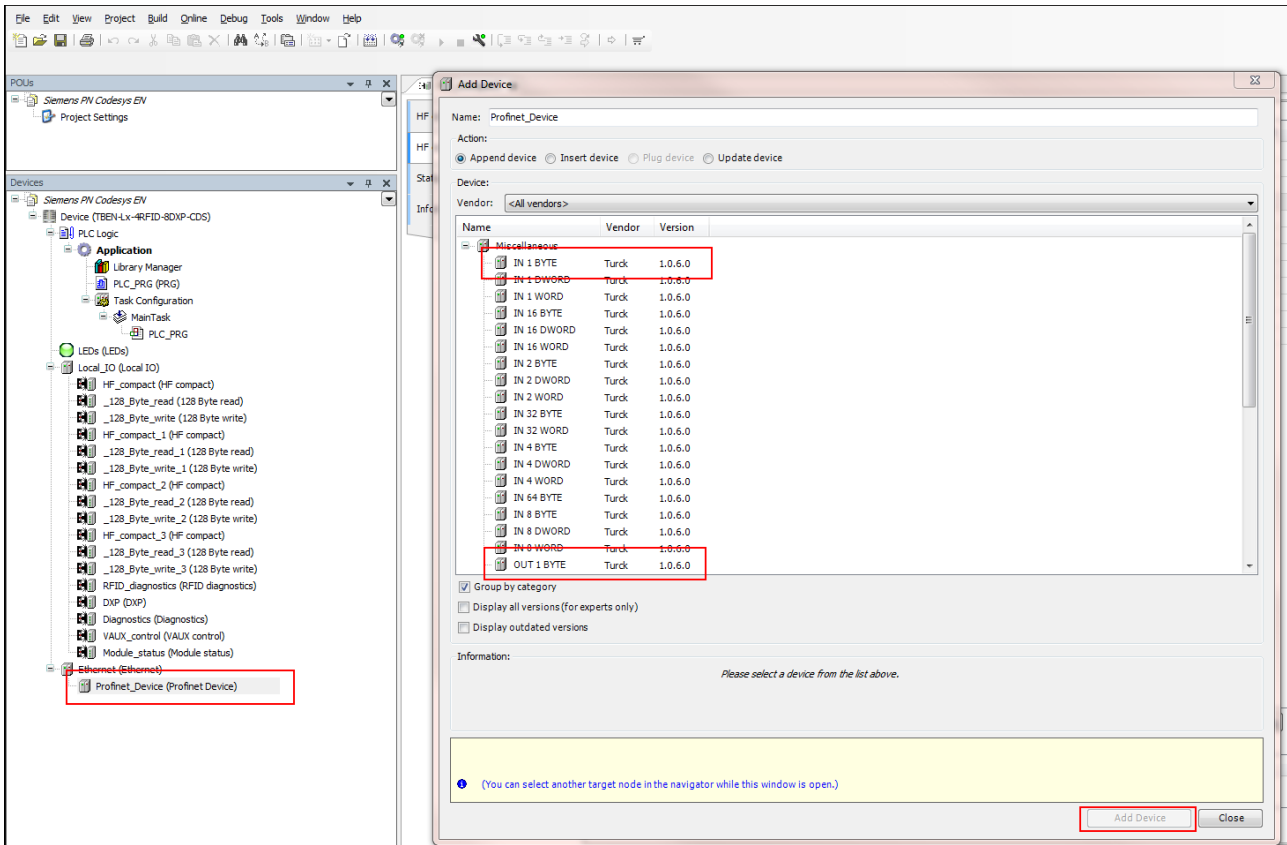 File Edit View Project Build Online Debug Tools Window Help
POUs
Siemens PN Codesys EN
Project Settings
Devices
Siemens PN Codesys EN
Device (TBEN-Lx-4RFID-8DXP-CDS)
PLC Logic
Application
Library Manager
PLC_PRG (PRG)
Task Configuration
MainTask
PLC_PRG
LEDs (LEDs)
Local_IO (Local IO)
HF_compact (HF compact)
_128_Byte_read (128 Byte read)
_128_Byte_write (128 Byte write)
HF_compact_1 (HF compact)
_128_Byte_read_1 (128 Byte read)
_128_Byte_write_1 (128 Byte write)
HF_compact_2 (HF compact)
_128_Byte_read_2 (128 Byte read)
_128_Byte_write_2 (128 Byte write)
HF_compact_3 (HF compact)
_128_Byte_read_3 (128 Byte read)
_128_Byte_write_3 (128 Byte write)
RFID_diagnostics (RFID diagnostics)
DXP (DXP)
Diagnostics (Diagnostics)
VAUX_control (VAUX control)
Module_status (Module status)
Ethernet (Ethernet)
Profinet_Device (Profinet Device)
HF
HF
Stat
Info
Add Device
Name: Profinet_Device
Action:
Append device Insert device Plug device Update device
Device:
Vendor: <All vendors>
Name Vendor Version
Miscellaneous
IN 1 BYTE Turck 1.0.6.0
IN 1 DWORD Turck 1.0.6.0
IN 1 WORD Turck 1.0.6.0
IN 16 BYTE Turck 1.0.6.0
IN 16 DWORD Turck 1.0.6.0
IN 16 WORD Turck 1.0.6.0
IN 2 BYTE Turck 1.0.6.0
IN 2 DWORD Turck 1.0.6.0
IN 2 WORD Turck 1.0.6.0
IN 32 BYTE Turck 1.0.6.0
IN 32 WORD Turck 1.0.6.0
IN 4 BYTE Turck 1.0.6.0
IN 4 DWORD Turck 1.0.6.0
IN 4 WORD Turck 1.0.6.0
IN 64 BYTE Turck 1.0.6.0
IN 8 BYTE Turck 1.0.6.0
IN 8 DWORD Turck 1.0.6.0
IN 8 WORD Turck 1.0.6.0
OUT 1 BYTE Turck 1.0.6.0
Group by category
Display all versions (for experts only)
Display outdated versions
Information:
Please select a device from the list above.
(You can select another target node in the navigator while this window is open.)
Add Device Close